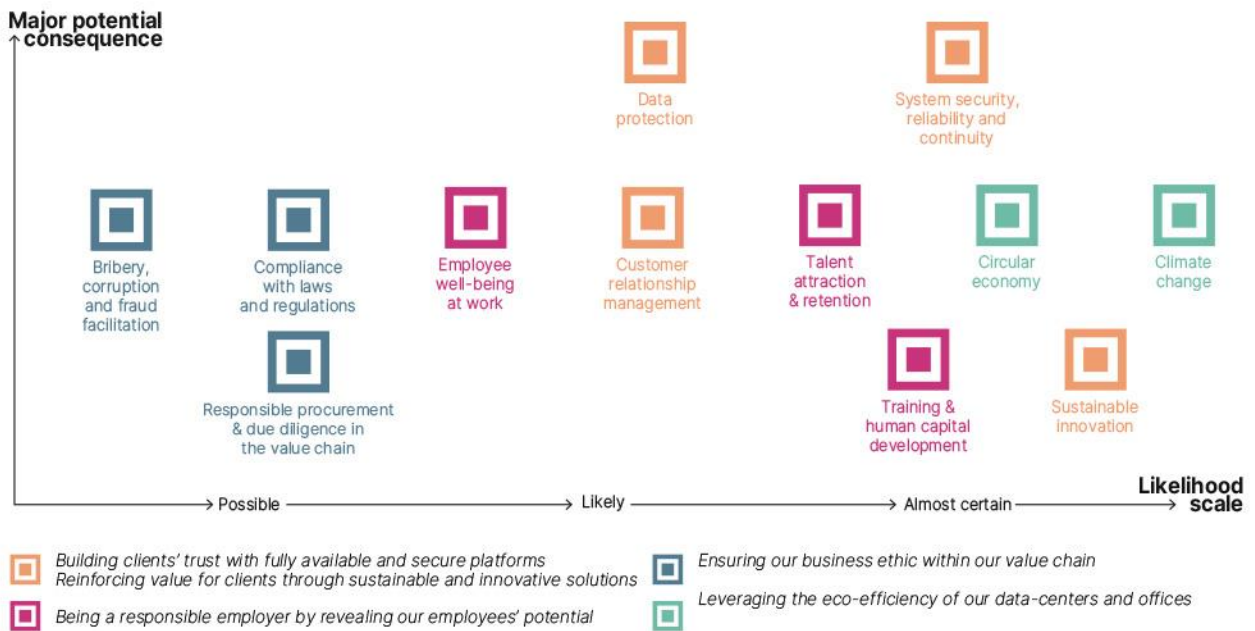 Major potential
consequence
Data
protection
System security,
reliability and
continuity
Bribery,
corruption
and fraud
facilitation
Compliance
with laws
and regulations
Employee
well-being
at work
Customer
relationship
management
Talent
attraction
& retention
Circular
economy
Climate
change
Responsible procurement
& due diligence in
the value chain
Training &
human capital
development
Sustainable
innovation
Possible
Likely
Almost certain
Likelihood
scale
Building clients' trust with fully available and secure platforms
Reinforcing value for clients through sustainable and innovative solutions
Being a responsible employer by revealing our employees' potential
Ensuring our business ethic within our value chain
Leveraging the eco-efficiency of our data-centers and offices